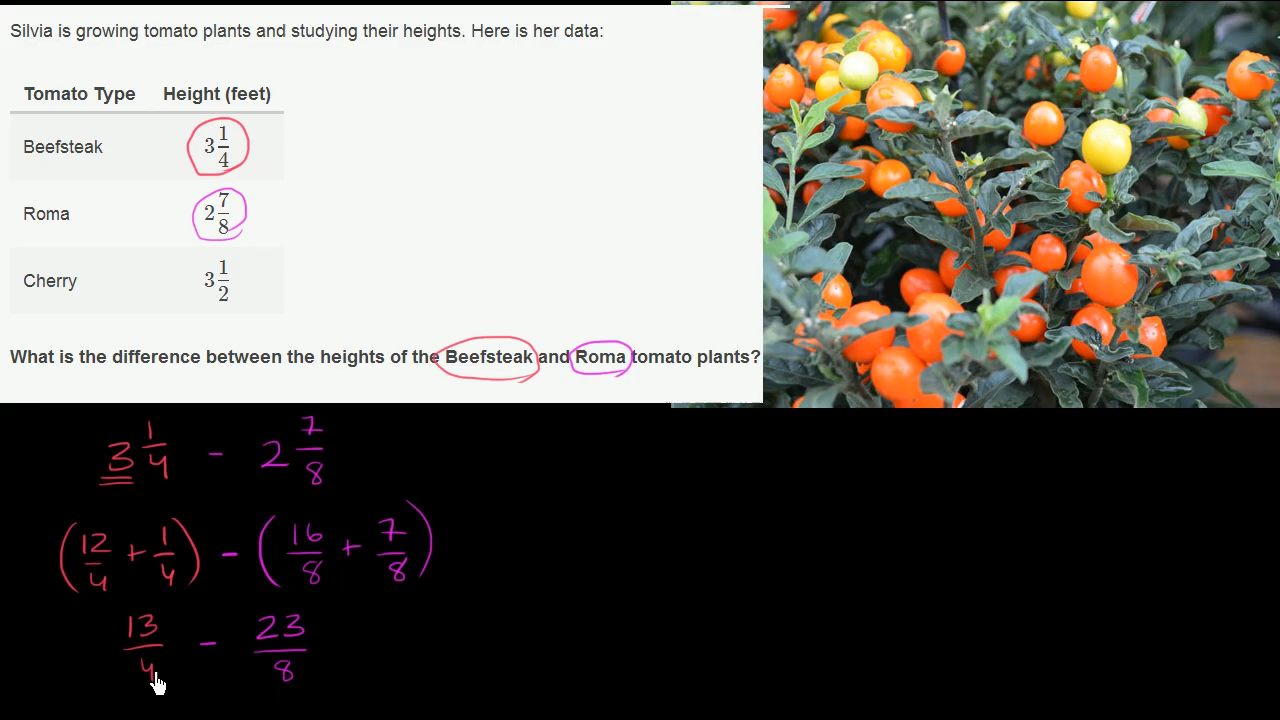 Silvia is growing tomato plants and studying their heights. Here is her data:
Tomato Type Height (feet)
Beefsteak 3 1/4
Roma 2 7/8
Cherry 3 1/2
What is the difference between the heights of the Beefsteak and Roma tomato plants?
3 1/4 - 2 7/8
(12/4 + 1/4) - (16/8 + 7/8)
13/4 - 23/8